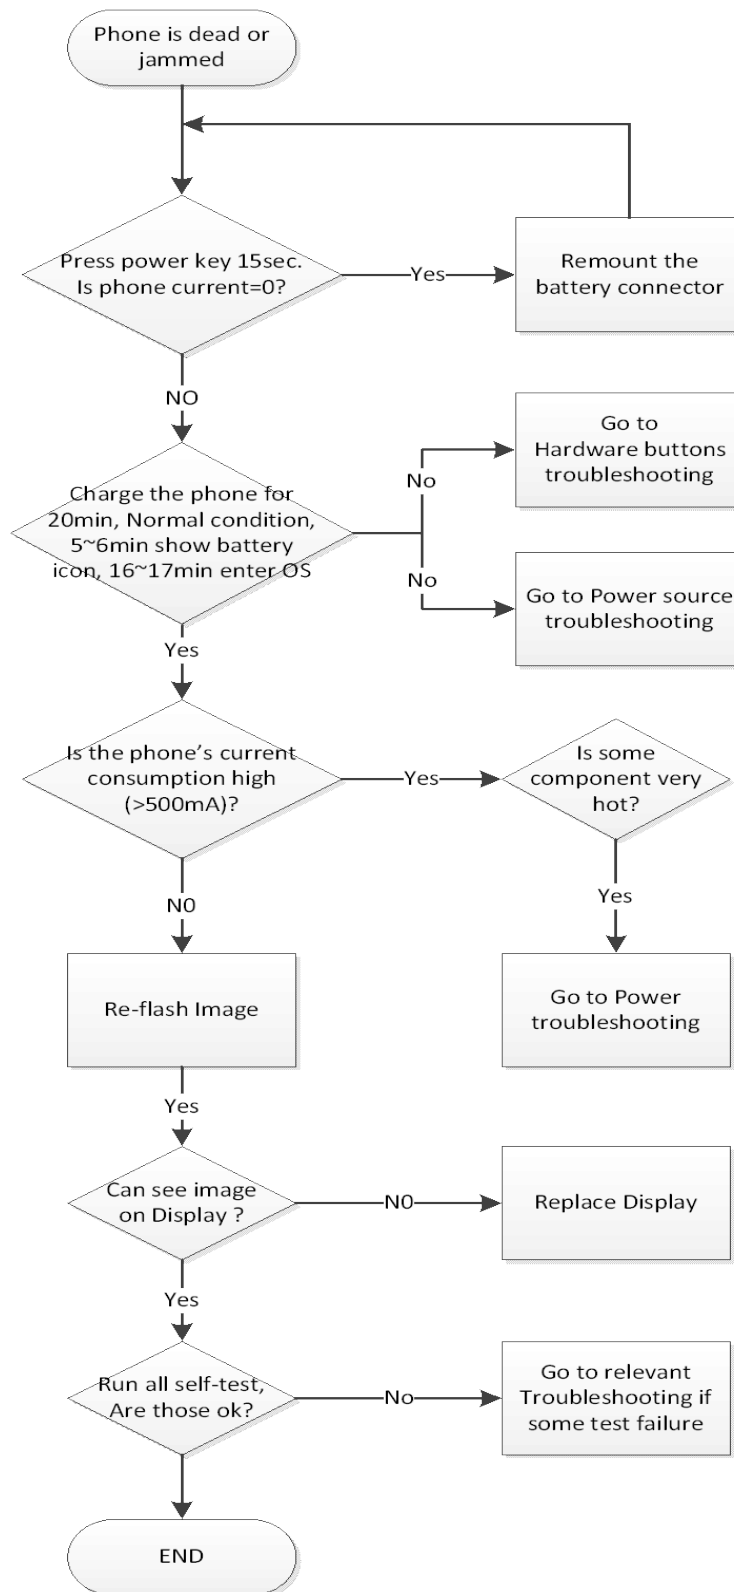 Phone is dead or
jammed
Press power key 15sec.
Is phone current=0?
Yes
Remount the
battery connector
NO
Charge the phone for
20min, Normal condition,
5~6min show battery
icon, 16~17min enter OS
No
Go to
Hardware buttons
troubleshooting
No
Go to Power source
troubleshooting
Yes
Is the phone’s current
consumption high
(>500mA)?
Yes
Is some
component very
hot?
N0
Yes
Re-flash Image
Go to Power
troubleshooting
Yes
Can see image
on Display ?
N0
Replace Display
Yes
Run all self-test,
Are those ok?
No
Go to relevant
Troubleshooting if
some test failure
END